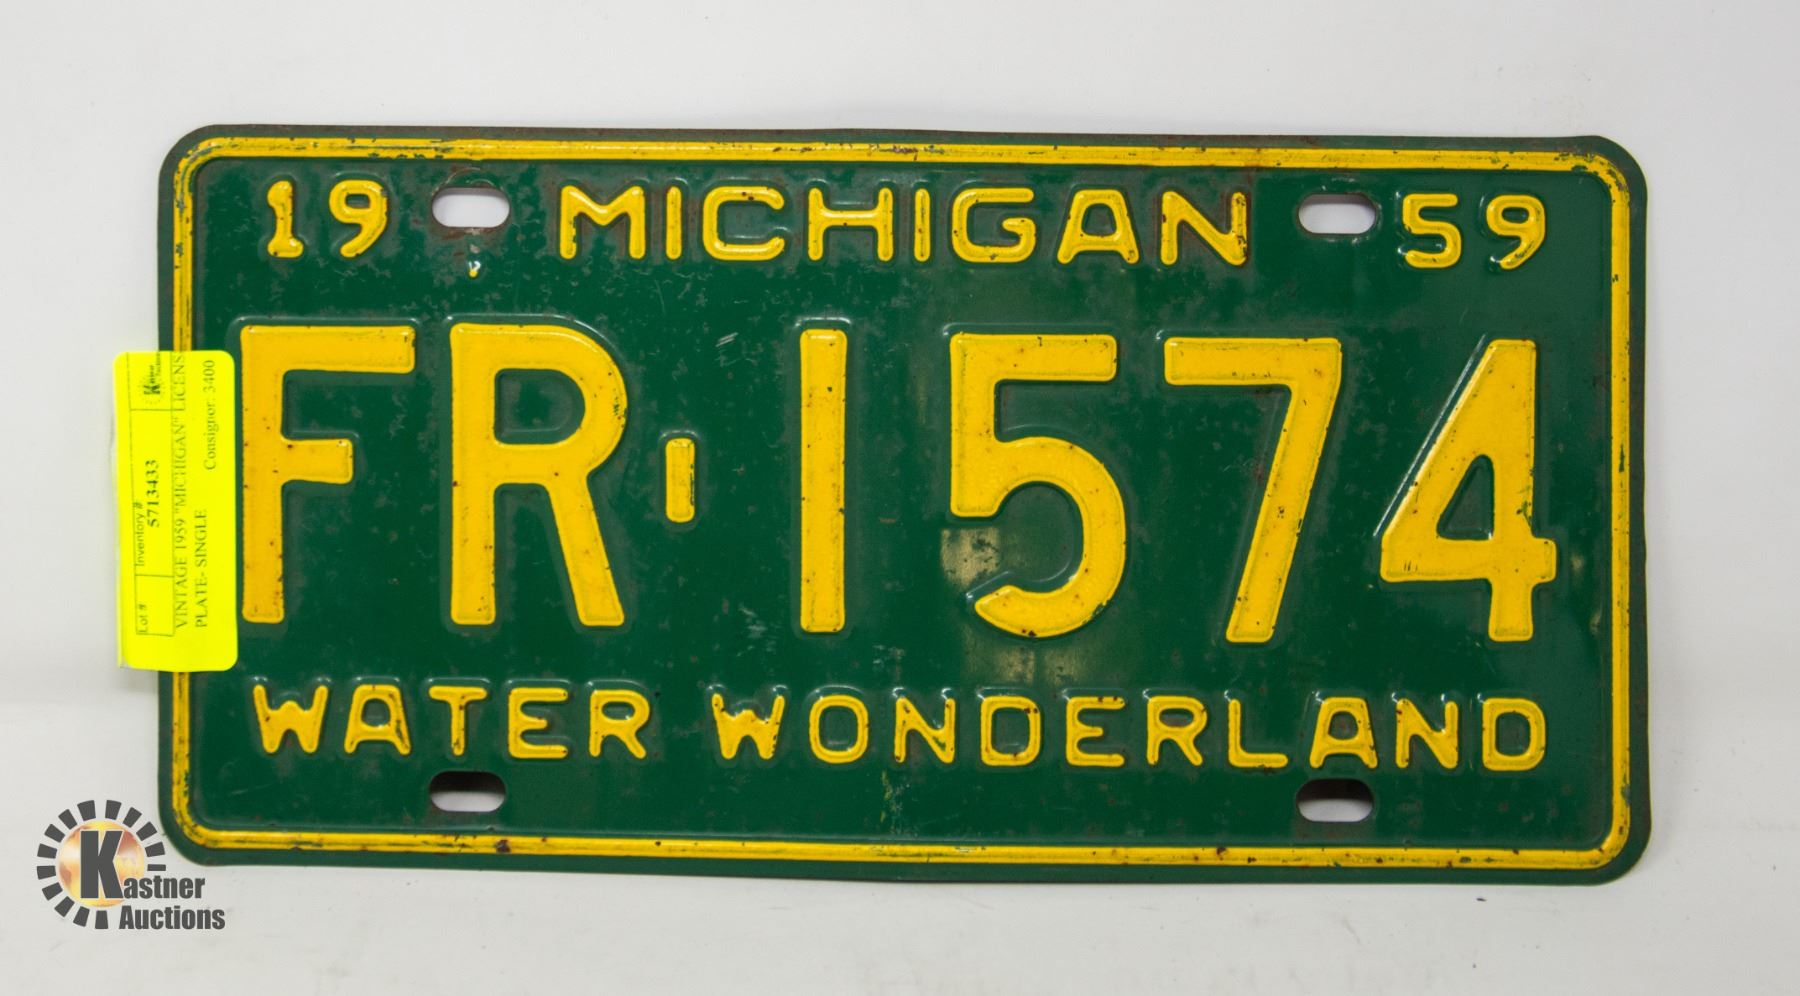 19 MICHIGAN 59
FR-1574
WATER WONDERLAND
Lot #
Inventory #:
5713433
VINTAGE 1959 "MICHIGAN" LICENS
PLATE- SINGLE
Consignor: 3400
Kastner
Auctions